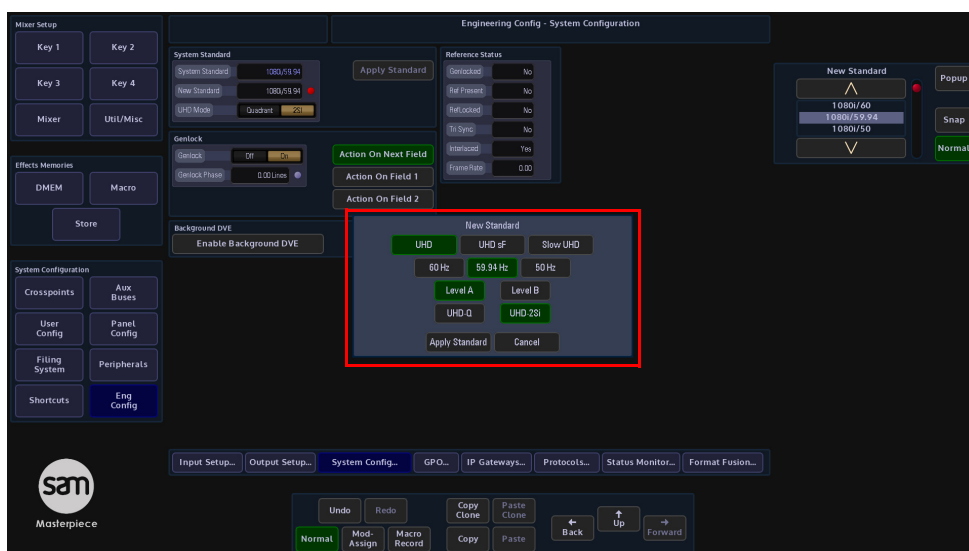 Mixer Setup
Key 1
Key 2
Key 3
Key 4
Mixer
Util/Misc
Effects Memories
DMEM
Macro
Store
System Configuration
Crosspoints
Aux
Buses
User
Config
Panel
Config
Filing
System
Peripherals
Shortcuts
Eng
Config
sam
Masterpiece
Engineering Config - System Configuration
System Standard
System Standard 1080i/59.94
Apply Standard
New Standard 1080i/59.94
UHD Mode Quadrant 2SI
Genlock
Genlock Off On
Genlock Phase 0.00 Lines
Action On Next Field
Action On Field 1
Action On Field 2
Background DVE
Enable Background DVE
Reference Status
Genlocked No
Ref Present No
RefLocked No
Tri Sync No
Interlaced Yes
Frame Rate 0.00
New Standard
UHD UHD sF Slow UHD
60 Hz 59.94 Hz 50 Hz
Level A Level B
UHD-Q UHD-2Si
Apply Standard Cancel
New Standard
1080i/60
1080i/59.94
1080i/50
Popup
Snap
Normal
Input Setup... Output Setup... System Config... GPO... IP Gateways... Protocols... Status Monitor... Format Fusion...
Undo Redo
Normal
Mod-
Assign
Macro
Record
Copy
Clone
Paste
Clone
Copy Paste
Back
Up
Forward